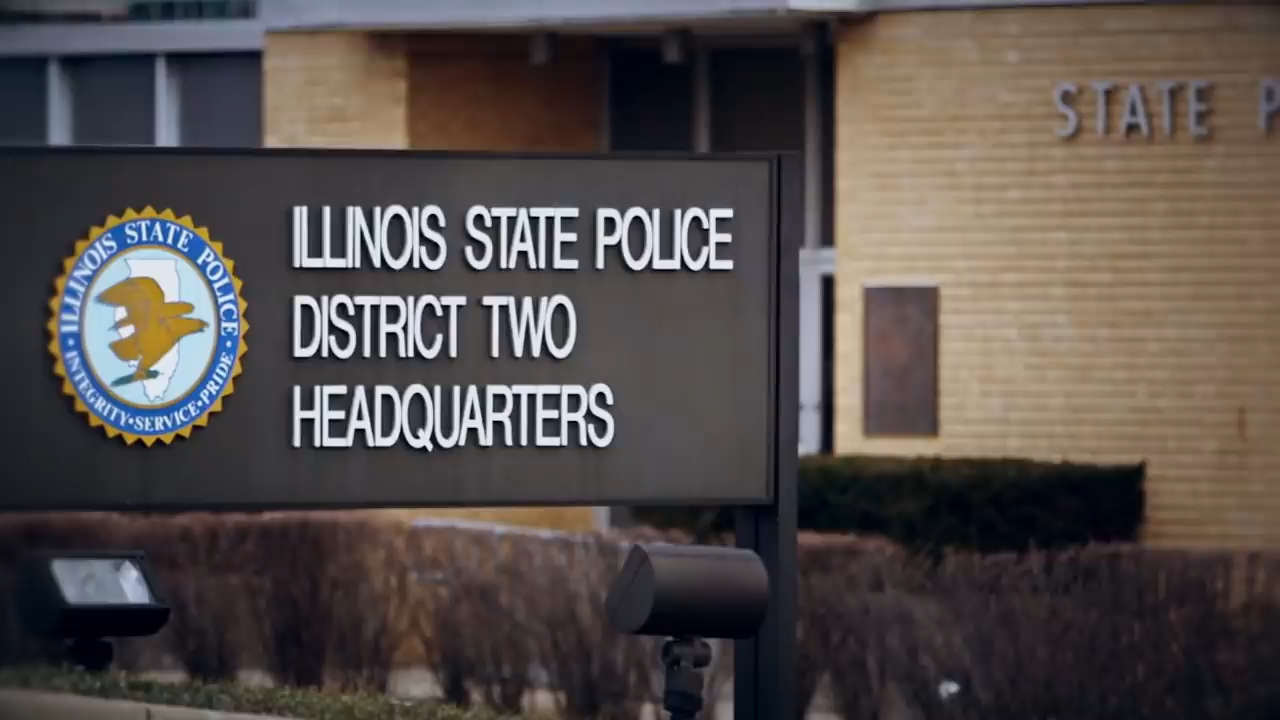 STATE P
ILLINOIS STATE POLICE
ILLINOIS STATE POLICE
DISTRICT TWO
HEADQUARTERS
INTEGRITY•SERVICE•PRIDE